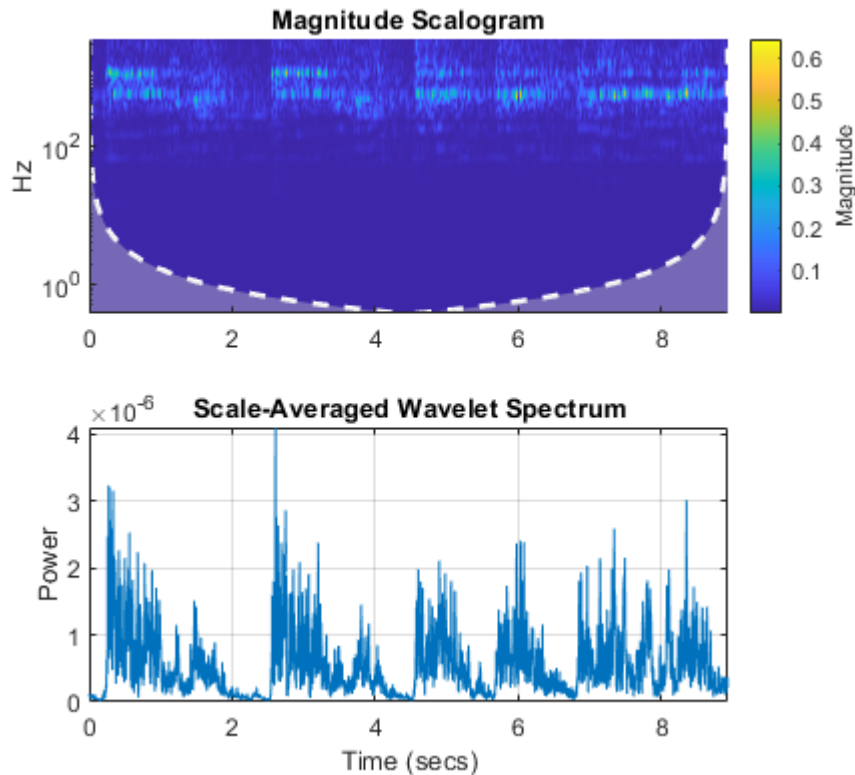 Magnitude Scalogram
Hz
10²
10⁰
0 2 4 6 8
0.6
0.5
0.4
0.3
0.2
0.1
Magnitude
×10⁻⁶ Scale-Averaged Wavelet Spectrum
Power
4
3
2
1
0
0 2 4 6 8
Time (secs)